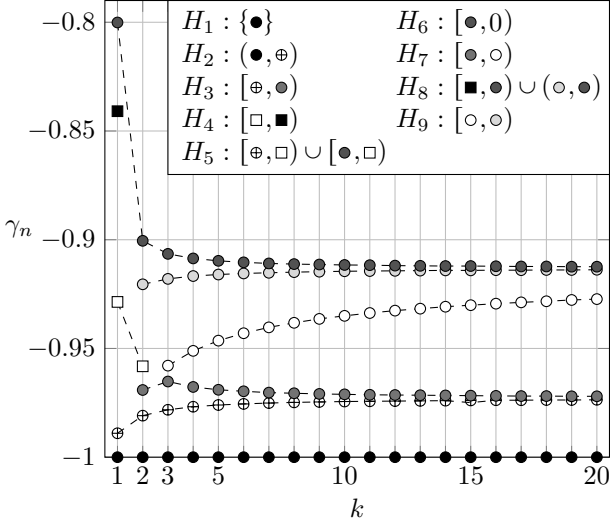 −0.8
H₁ : {●}
H₆ : [●, 0)
H₂ : (●, ⊕)
H₇ : [●, ○)
H₃ : [⊕, ●)
H₈ : [■, ●) ∪ (○, ●)
−0.85
H₄ : [□, ■)
H₉ : [○, ○)
H₅ : [⊕, □) ∪ [●, □)
γₙ
−0.9
−0.95
−1
1 2 3 5 10 15 20
k